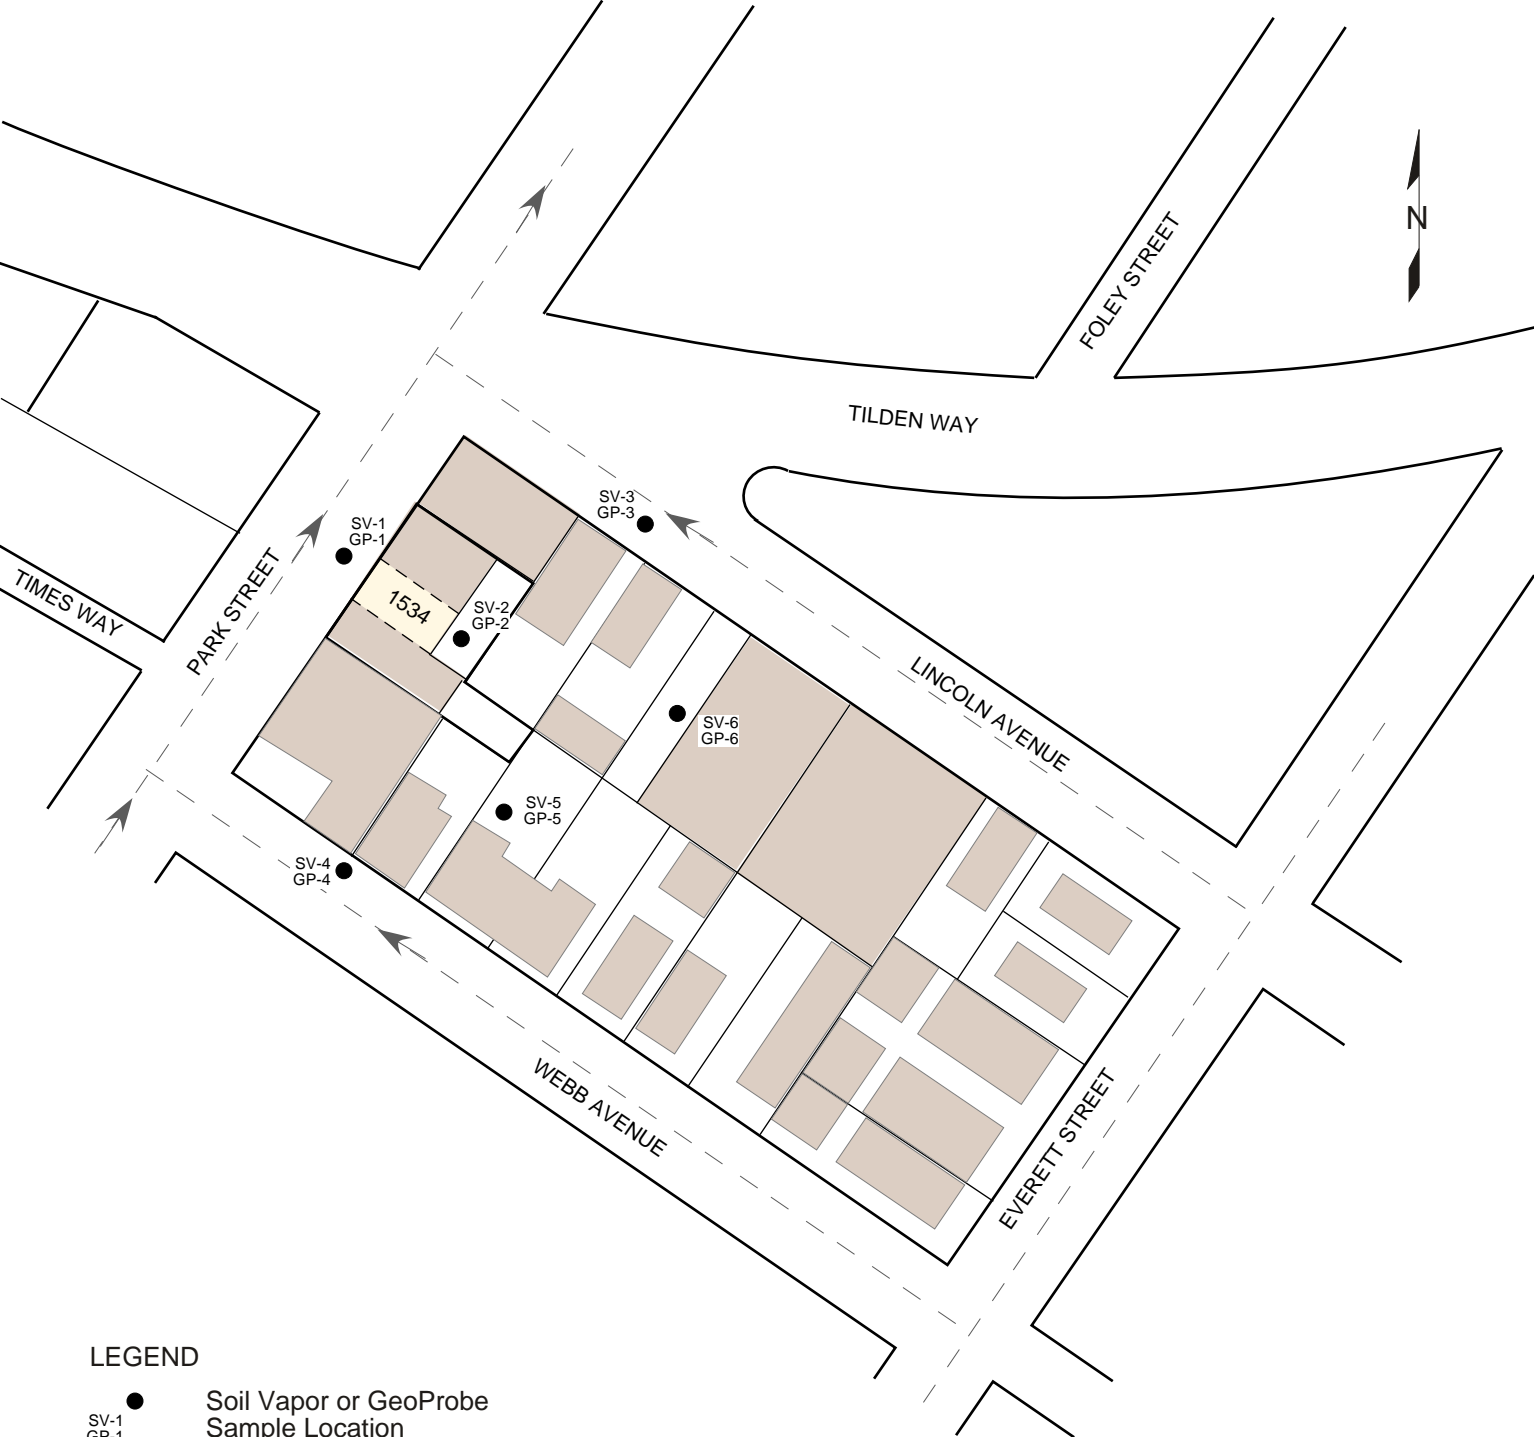 FOLEY STREET
N
TILDEN WAY
SV-3
GP-3
SV-1
GP-1
TIMES WAY
PARK STREET
1534
SV-2
GP-2
SV-6
GP-6
LINCOLN AVENUE
SV-5
GP-5
SV-4
GP-4
WEBB AVENUE
EVERETT STREET
LEGEND
Soil Vapor or GeoProbe
SV-1
Sample Location
GP-1